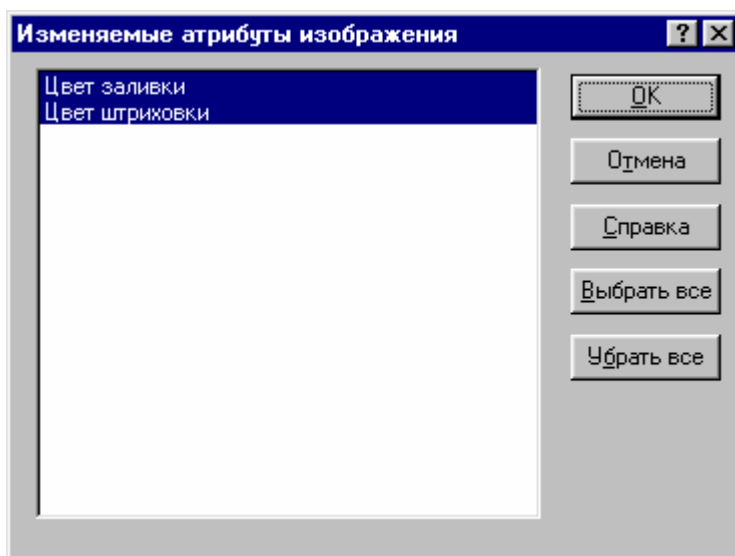 Изменяемые атрибуты изображения
Цвет заливки
Цвет штриховки
OK
Отмена
Справка
Выбрать все
Убрать все